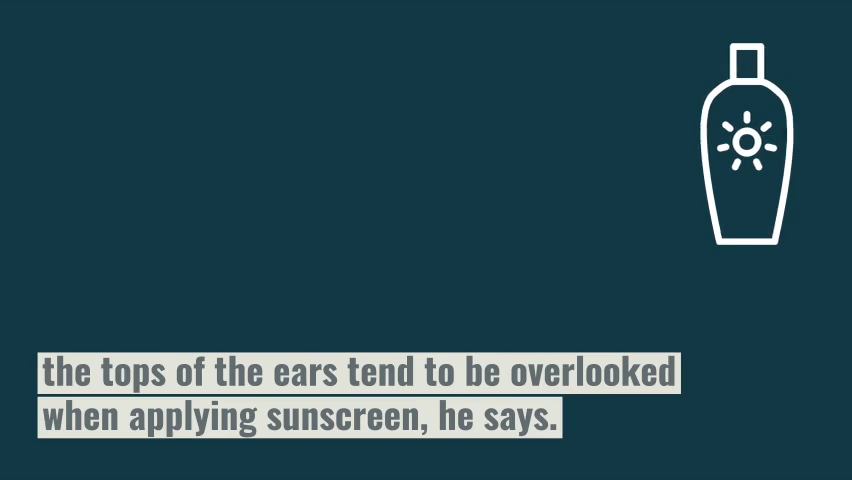 the tops of the ears tend to be overlooked
when applying sunscreen, he says.